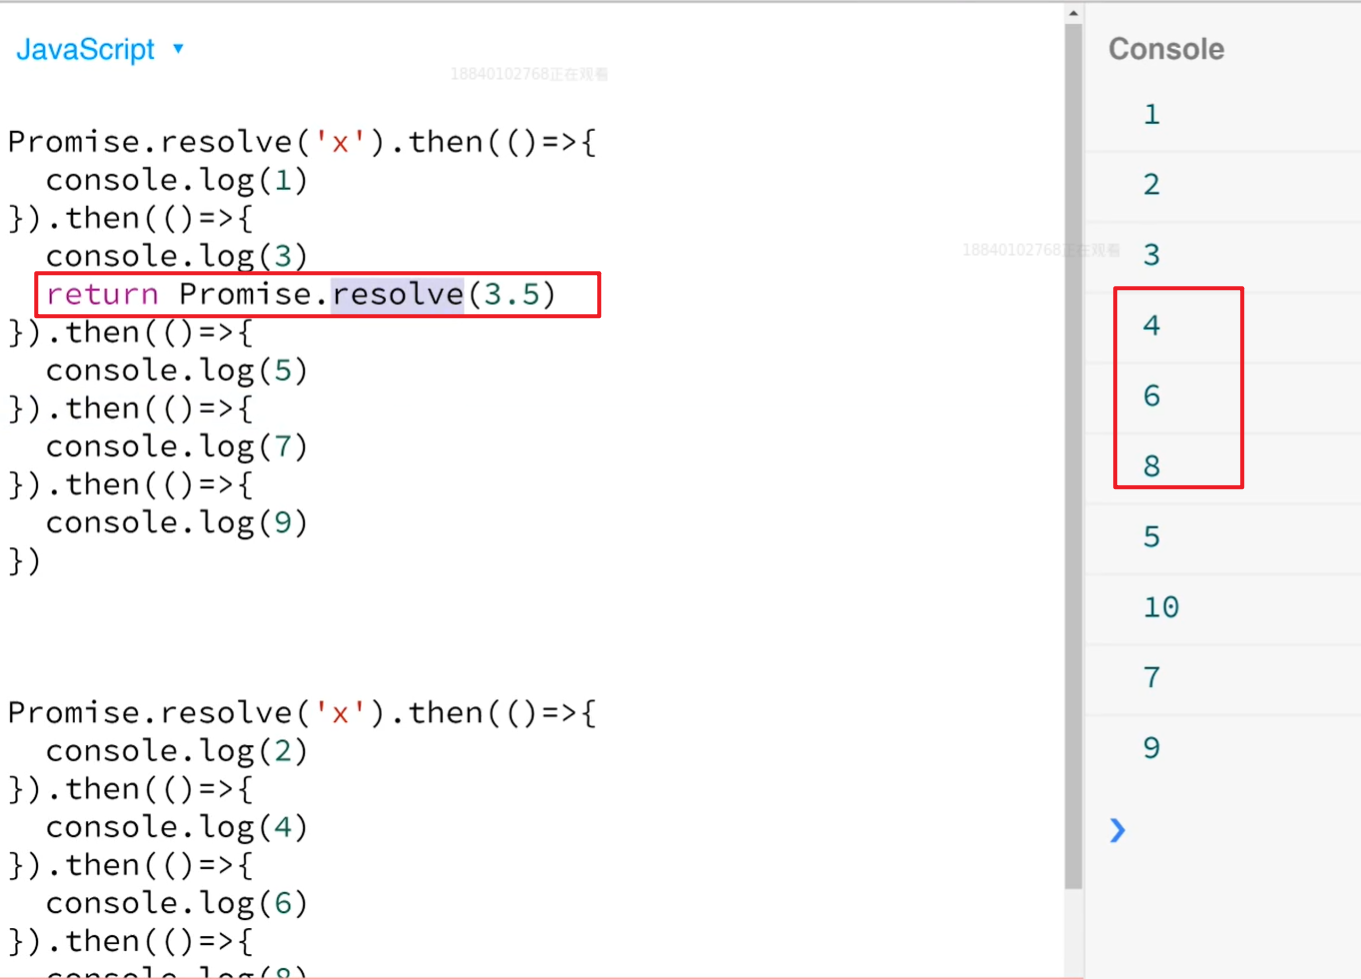 JavaScript
18840102768正在观看
Promise.resolve('x').then(()=>{
  console.log(1)
}).then(()=>{
  console.log(3)
  return Promise.resolve(3.5)
}).then(()=>{
  console.log(5)
}).then(()=>{
  console.log(7)
}).then(()=>{
  console.log(9)
})
Promise.resolve('x').then(()=>{
  console.log(2)
}).then(()=>{
  console.log(4)
}).then(()=>{
  console.log(6)
}).then(()=>{
  console.log(8)
Console
1
2
18840102768正在观看
3
4
6
8
5
10
7
9